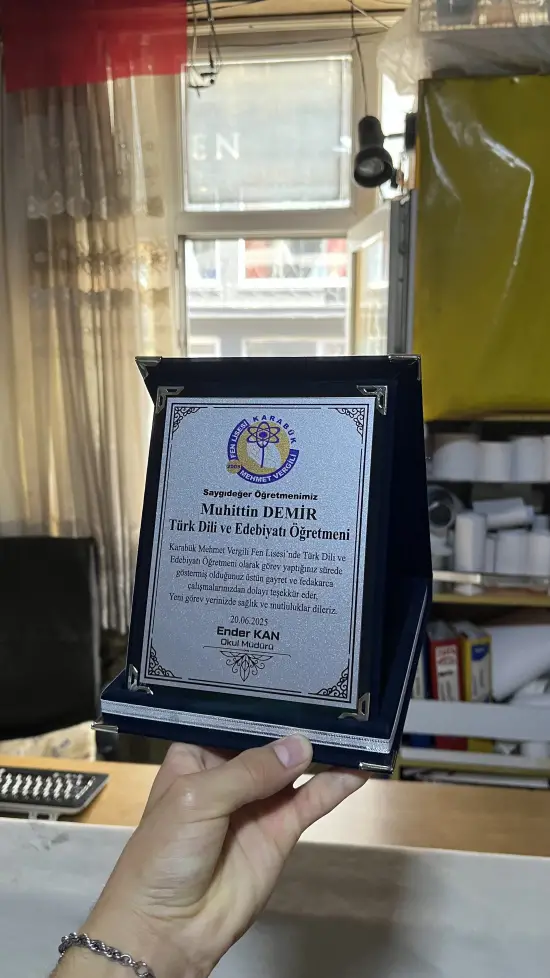 EN
KARABÜK
FEN LİSESİ
MEHMET VERGİLİ
Saygıdeğer Öğretmenimiz
Muhittin DEMİR
Türk Dili ve Edebiyatı Öğretmeni
Karabük Mehmet Vergili Fen Lisesi'nde Türk Dili ve
Edebiyatı Öğretmeni olarak görev yaptığınız sürede
göstermiş olduğunuz üstün gayret ve fedakarca
çalışmalarınızdan dolayı teşekkür eder,
Yeni görev yerinizde sağlık ve mutluluklar dileriz.
20.06.2025
Ender KAN
Okul Müdürü